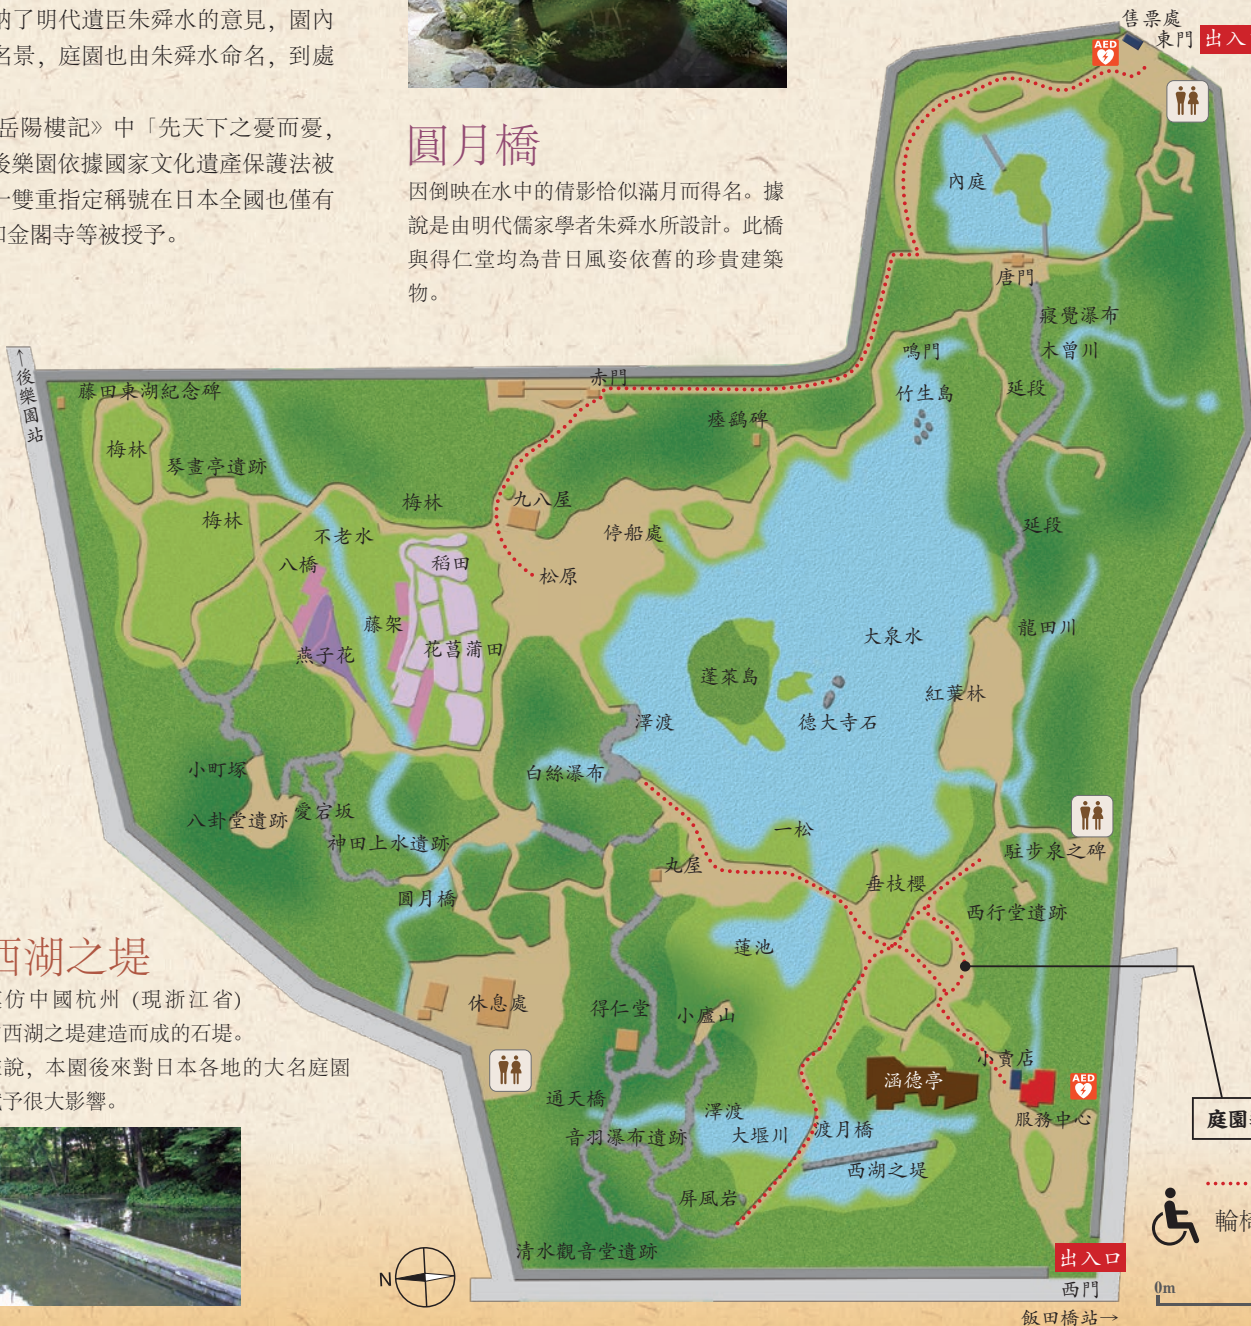 納了明代遺臣朱舜水的意見，園內
名景，庭園也由朱舜水命名，到處
岳陽樓記》中「先天下之憂而憂，
後樂園依據國家文化遺產保護法被
一雙重指定稱號在日本全國也僅有
和金閣寺等被授予。
圓月橋
因倒映在水中的倩影恰似滿月而得名。據
說是由明代儒家學者朱舜水所設計。此橋
與得仁堂均為昔日風姿依舊的珍貴建築
物。
售票處
東門
出入
AED
內庭
唐門
寢覺瀑布
木曾川
鳴門
竹生島
延段
赤門
瘞鷂碑
←後樂園站
藤田東湖紀念碑
梅林
琴畫亭遺跡
梅林
梅林
九八屋
停船處
延段
不老水
八橋
稻田
松原
藤架
花菖蒲田
燕子花
大泉水
龍田川
蓬萊島
紅葉林
德大寺石
澤渡
白絲瀑布
小町塚
八卦堂遺跡
愛宕坂
神田上水遺跡
一松
駐步泉之碑
丸屋
垂枝櫻
圓月橋
西行堂遺跡
蓮池
西湖之堤
仿中國杭州（現浙江省）
西湖之堤建造而成的石堤。
說，本園後來對日本各地的大名庭園
予很大影響。
休息處
得仁堂
小廬山
小賣店
涵德亭
AED
通天橋
澤渡
服務中心
音羽瀑布遺跡
大堰川
渡月橋
庭園
西湖之堤
屏風岩
輪椅
清水觀音堂遺跡
N
出入口
西門
0m
飯田橋站→